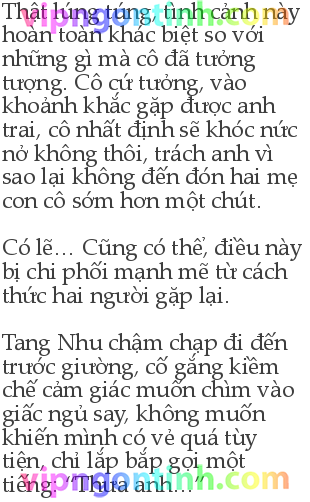 Thật lúng túng, tình cảnh này
hoàn toàn khác biệt so với
những gì mà cô đã tưởng
tượng. Cô cứ tưởng, vào
khoảnh khắc gặp được anh
trai, cô nhất định sẽ khóc nức
nở không thôi, trách anh vì
sao lại không đến đón hai mẹ
con cô sớm hơn một chút.
Có lẽ... Cũng có thể, điều này
bị chi phối mạnh mẽ từ cách
thức hai người gặp lại.
Tang Nhu chậm chạp đi đến
trước giường, cố gắng kiềm
chế cảm giác muốn chìm vào
giấc ngủ say, không muốn
khiến mình có vẻ quá tùy
tiện, chỉ lắp bắp gọi một
tiếng: “Thưa anh...”
vipngontinh.com
vipngontinh.com